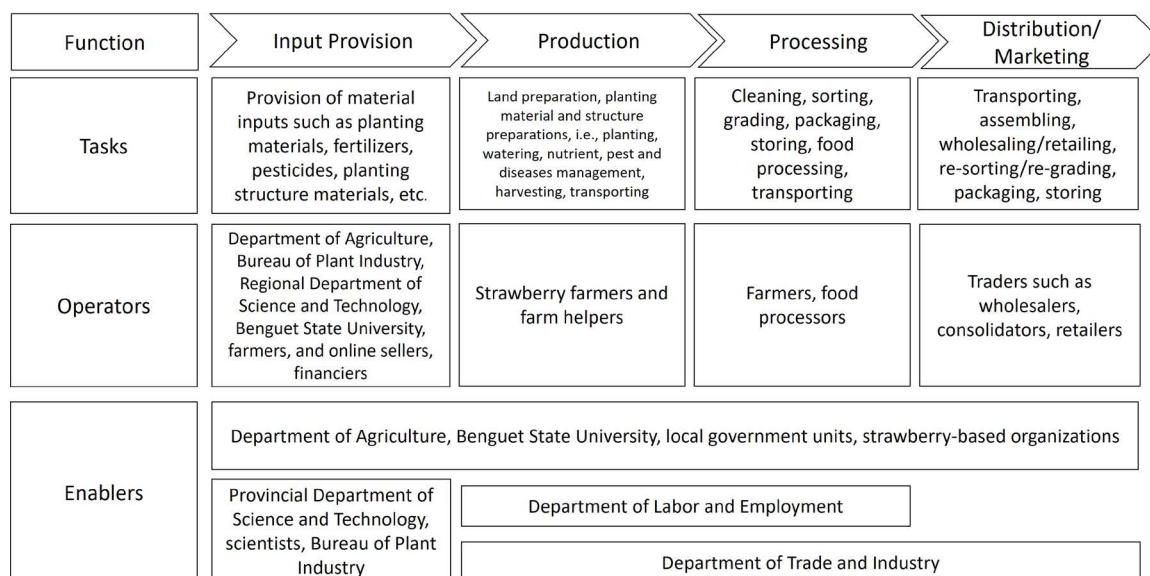 Function
Input Provision
Production
Processing
Distribution/
Marketing
Tasks
Provision of material
inputs such as planting
materials, fertilizers,
pesticides, planting
structure materials, etc.
Land preparation, planting
material and structure
preparations, i.e., planting,
watering, nutrient, pest and
diseases management,
harvesting, transporting
Cleaning, sorting,
grading, packaging,
storing, food
processing,
transporting
Transporting,
assembling,
wholesaling/retailing,
re-sorting/re-grading,
packaging, storing
Operators
Department of Agriculture,
Bureau of Plant Industry,
Regional Department of
Science and Technology,
Benguet State University,
farmers, and online sellers,
financiers
Strawberry farmers and
farm helpers
Farmers, food
processors
Traders such as
wholesalers,
consolidators, retailers
Enablers
Department of Agriculture, Benguet State University, local government units, strawberry-based organizations
Provincial Department of
Science and Technology,
scientists, Bureau of Plant
Industry
Department of Labor and Employment
Department of Trade and Industry